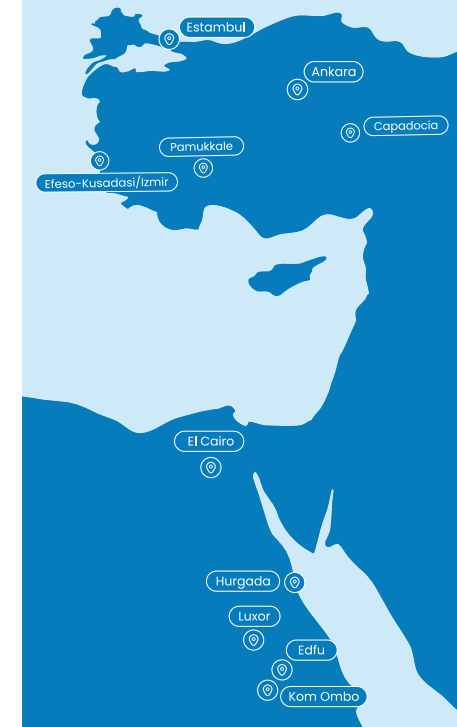 Estambul
Ankara
Capadocia
Pamukkale
Efeso-Kusadasi/Izmir
El Cairo
Hurgada
Luxor
Edfu
Kom Ombo